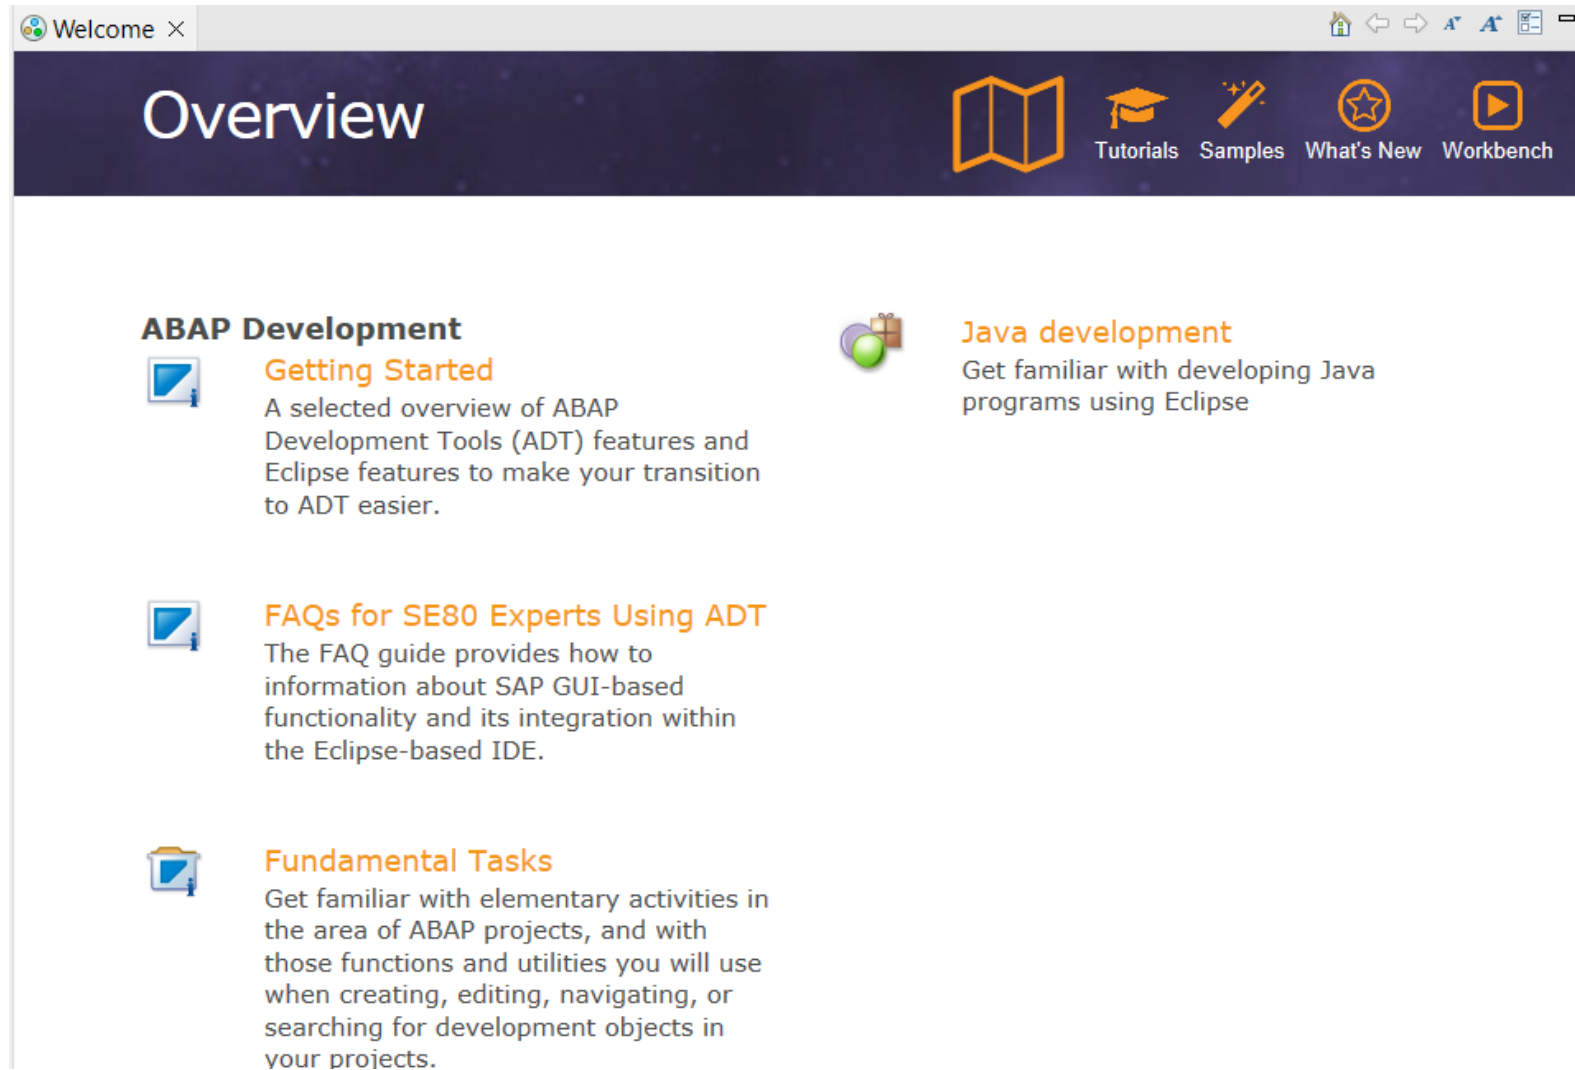 Welcome
Overview
Tutorials
Samples
What's New
Workbench
ABAP Development
Getting Started
A selected overview of ABAP
Development Tools (ADT) features and
Eclipse features to make your transition
to ADT easier.
FAQs for SE80 Experts Using ADT
The FAQ guide provides how to
information about SAP GUI-based
functionality and its integration within
the Eclipse-based IDE.
Fundamental Tasks
Get familiar with elementary activities in
the area of ABAP projects, and with
those functions and utilities you will use
when creating, editing, navigating, or
searching for development objects in
your projects.
Java development
Get familiar with developing Java
programs using Eclipse